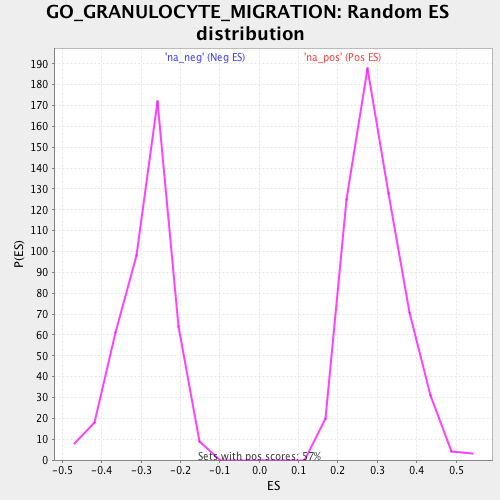 GO_GRANULOCYTE_MIGRATION: Random ES
distribution
'na_neg' (Neg ES) 'na_pos' (Pos ES)
190
180
170
160
150
140
130
120
110
100
90
80
70
60
50
40
30
20
10
0
P(ES)
Sets with pos scores: 57%
-0.5 -0.4 -0.3 -0.2 -0.1 0.0 0.1 0.2 0.3 0.4 0.5
ES